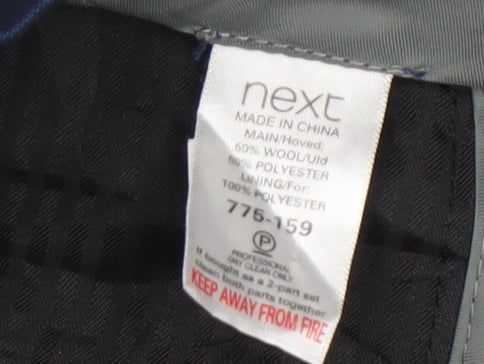 next
MADE IN CHINA
MAIN/Hoved:
50% WOOL/Uld
50% POLYESTER
LINING/For:
100% POLYESTER
775-159
P
PROFESSIONAL
DRY CLEAN ONLY
If bought as a 2-part set
clean both parts together
KEEP AWAY FROM FIRE